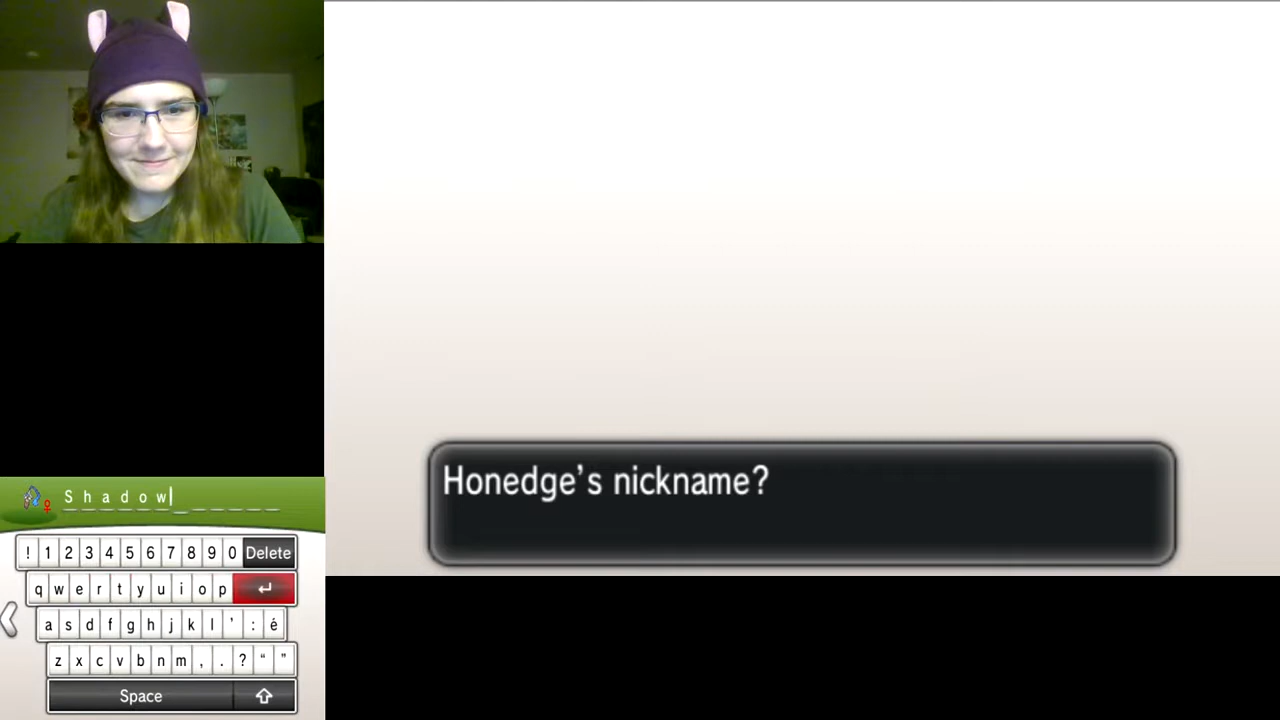 Honedge's nickname?
Shadow
! 1 2 3 4 5 6 7 8 9 0 Delete
q w e r t y u i o p
a s d f g h j k l ' : é
z x c v b n m , . ? “ ”
Space